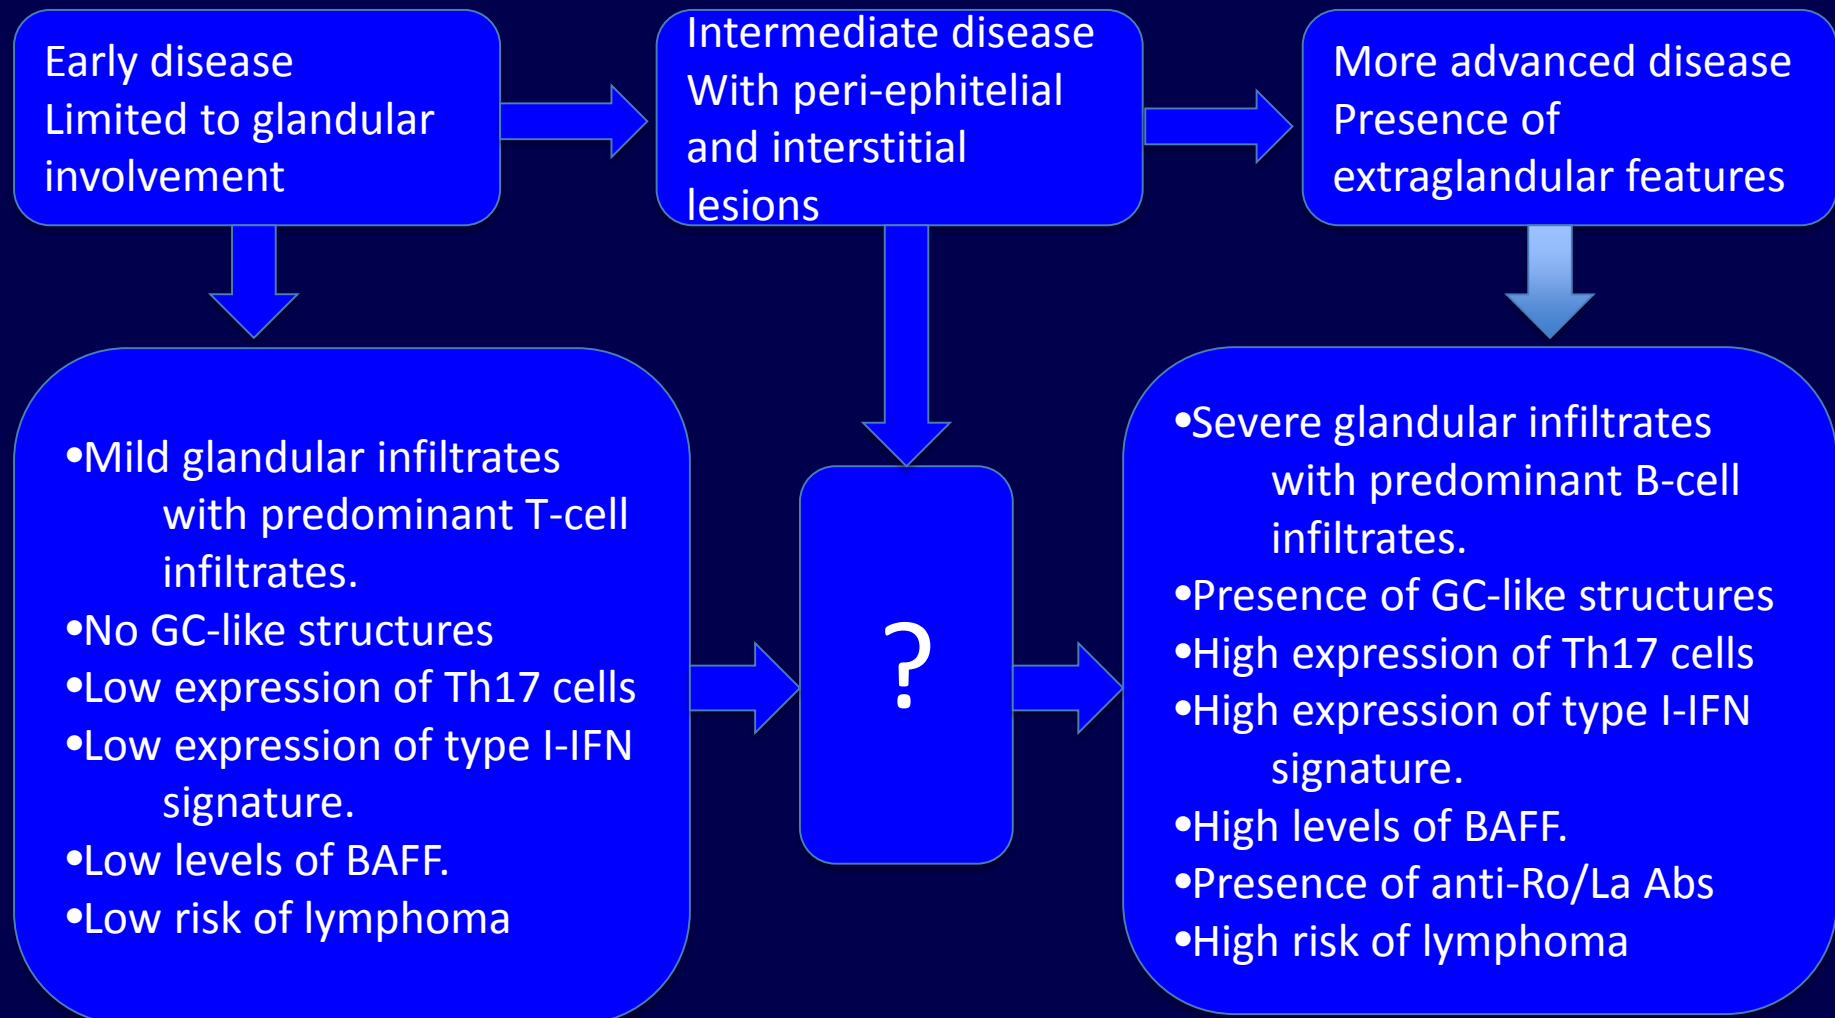 Early disease
Limited to glandular
involvement
Intermediate disease
With peri-ephitelial
and interstitial
lesions
More advanced disease
Presence of
extraglandular features
•Mild glandular infiltrates
with predominant T-cell
infiltrates.
•No GC-like structures
•Low expression of Th17 cells
•Low expression of type I-IFN
signature.
•Low levels of BAFF.
•Low risk of lymphoma
?
•Severe glandular infiltrates
with predominant B-cell
infiltrates.
•Presence of GC-like structures
•High expression of Th17 cells
•High expression of type I-IFN
signature.
•High levels of BAFF.
•Presence of anti-Ro/La Abs
•High risk of lymphoma